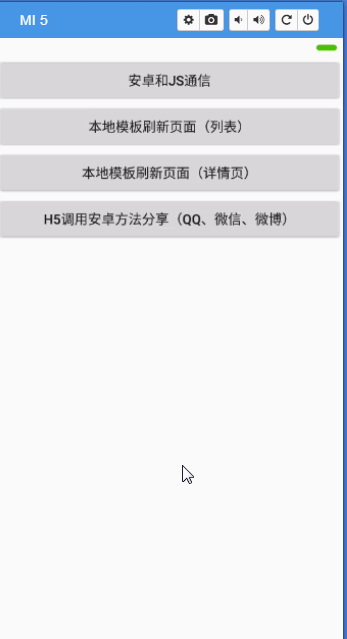 MI 5
安卓和JS通信
本地模板刷新页面（列表）
本地模板刷新页面（详情页）
H5调用安卓方法分享（QQ、微信、微博）